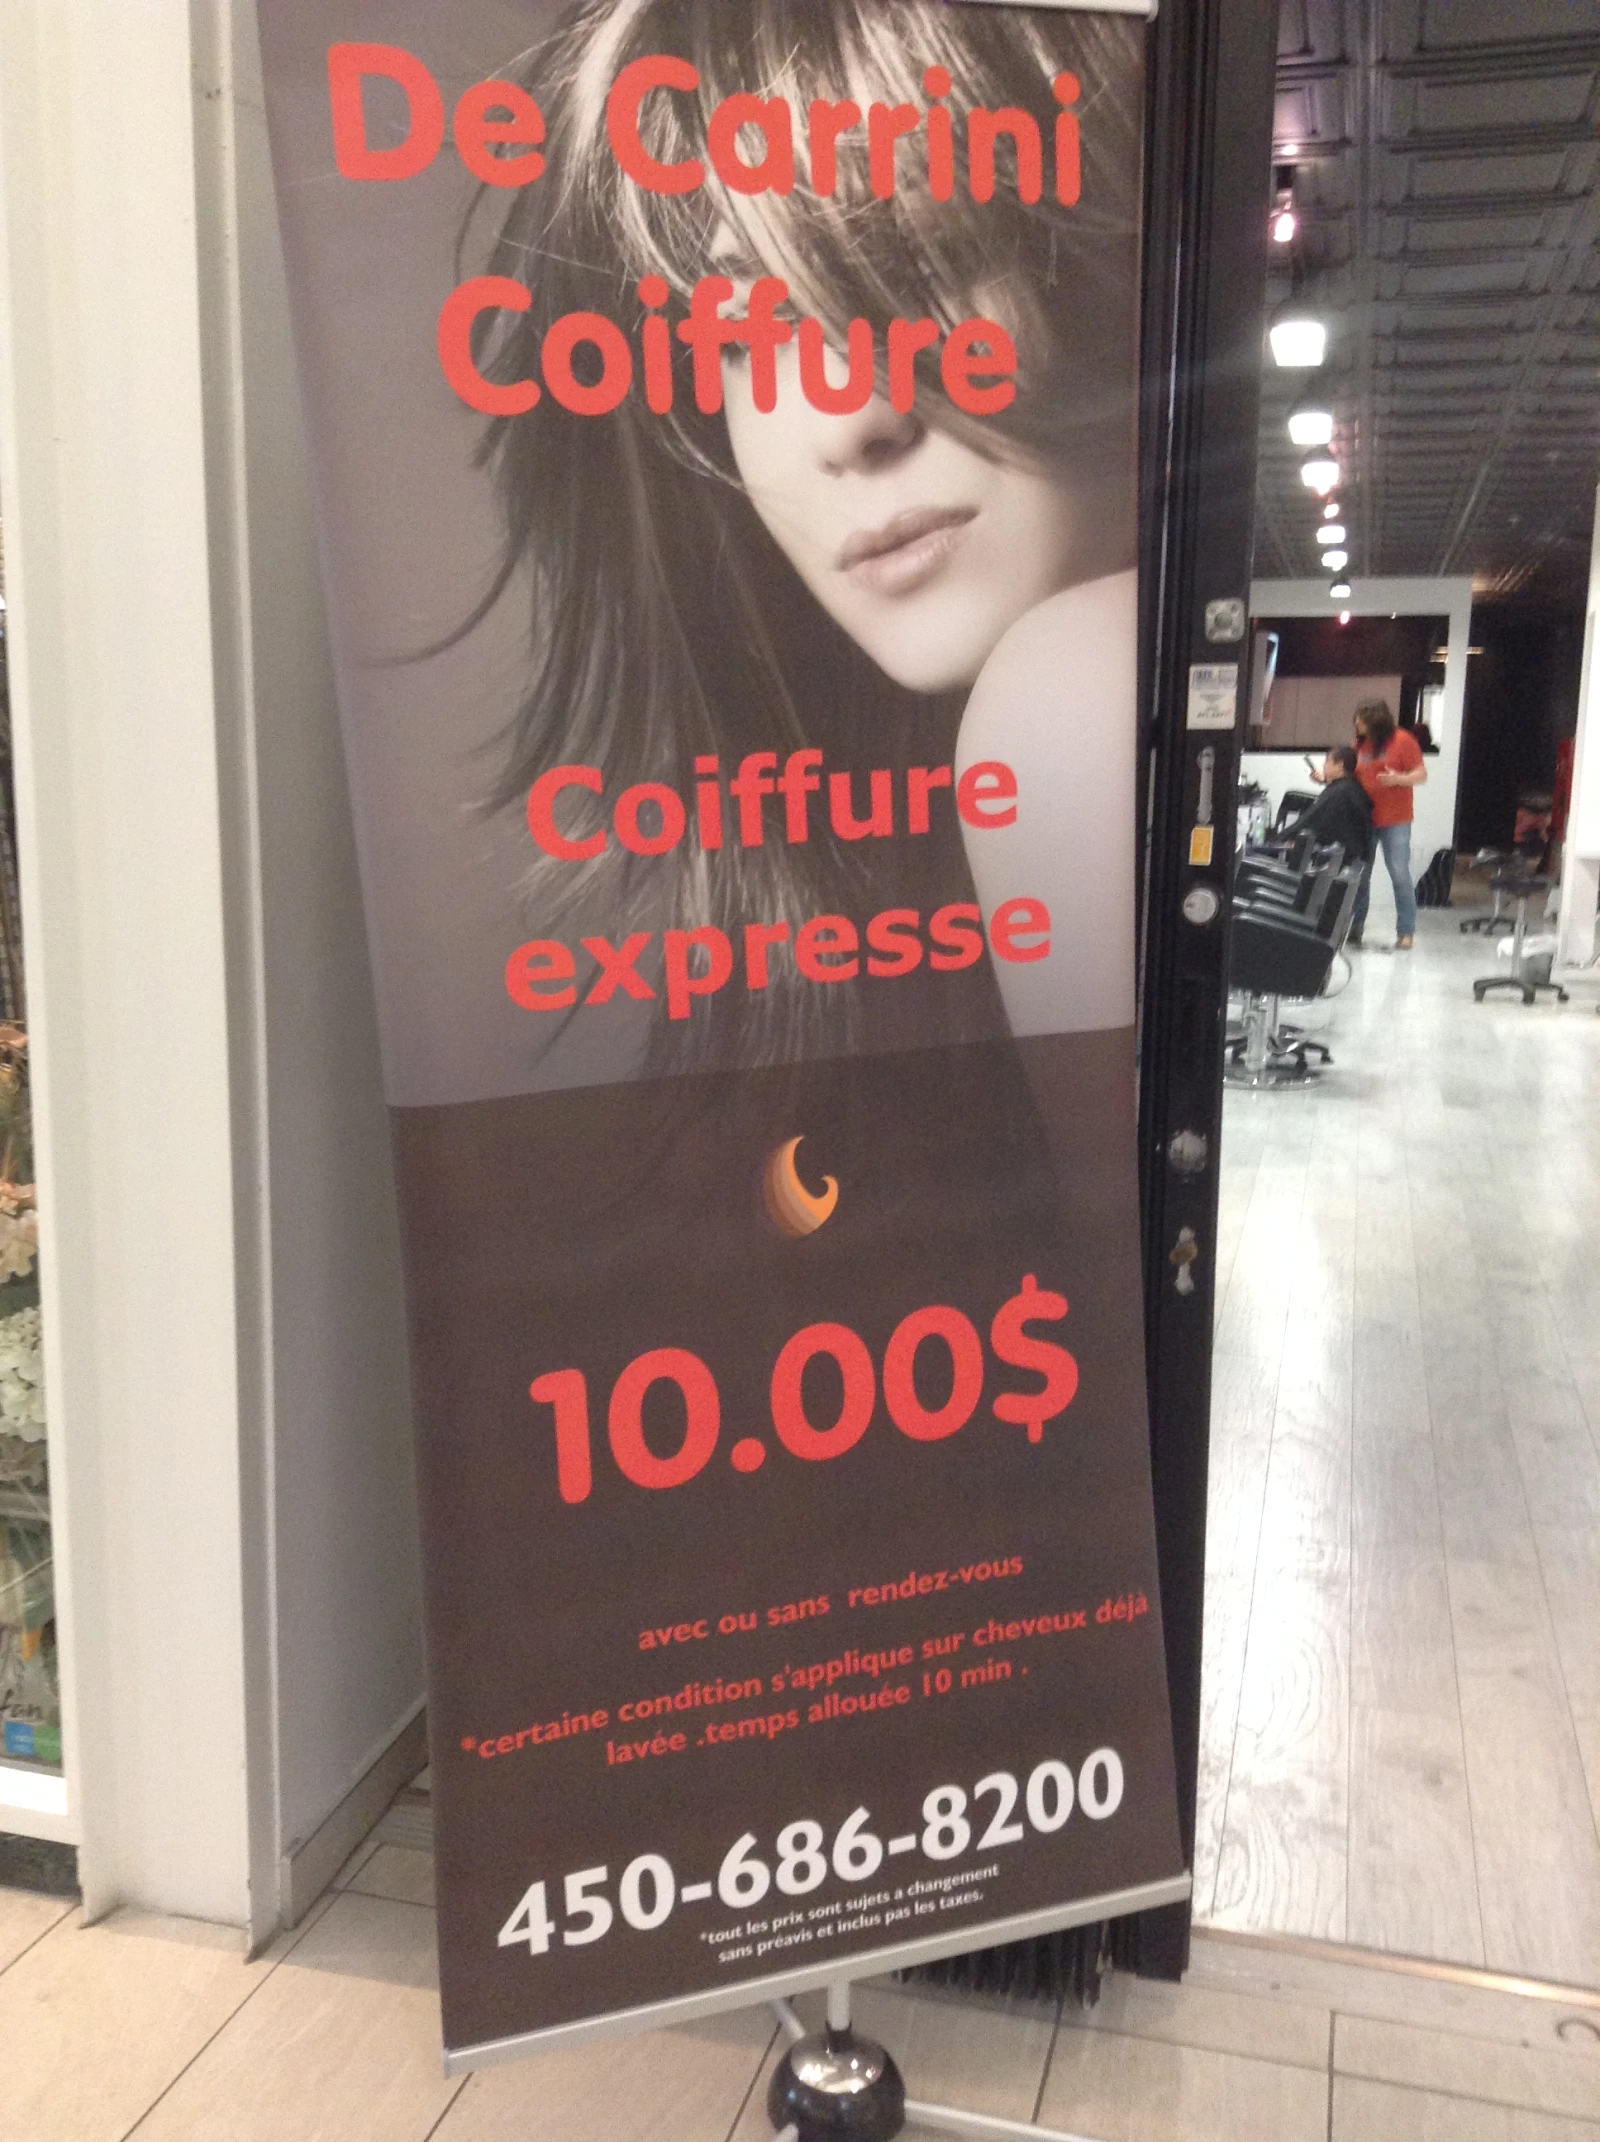 De Carrini
Coiffure
Coiffure
expresse
10.00$
avec ou sans rendez-vous
*certaine condition s'applique sur cheveux déjà
lavée .temps allouée 10 min .
450-686-8200
*tout les prix sont sujets a changement
sans préavis et inclus pas les taxes.